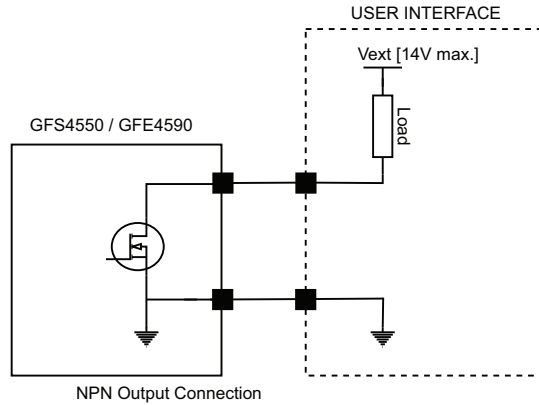 USER INTERFACE
Vext [14V max.]
Load
GFS4550 / GFE4590
NPN Output Connection